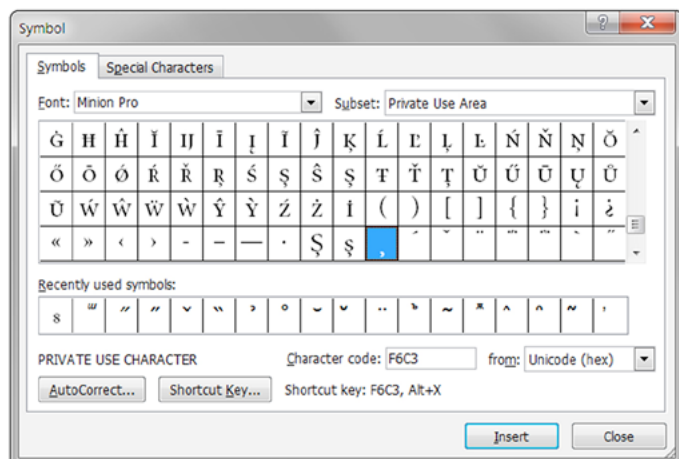 Symbol
Symbols Special Characters
Font: Minion Pro Subset: Private Use Area
Ġ Ħ Ĥ Ĭ IJ Ī Į Ĩ Ĵ Ķ Ĺ Ľ Ļ Ŀ Ń Ň Ņ Ŏ
Ő Ō Ǿ Ŕ Ř Ŗ Ś Ş Ŝ Ș Ŧ Ť Ţ Ŭ Ű Ū Ų Ů
Ũ Ẃ Ŵ Ẅ Ẁ Ŷ Ỳ Ź Ż İ ( ) [ ] { } ¡ ¿
« » ‹ › - – — · Ş ş ,
Recently used symbols:
PRIVATE USE CHARACTER Character code: F6C3 from: Unicode (hex)
AutoCorrect... Shortcut Key... Shortcut key: F6C3, Alt+X
Insert Close